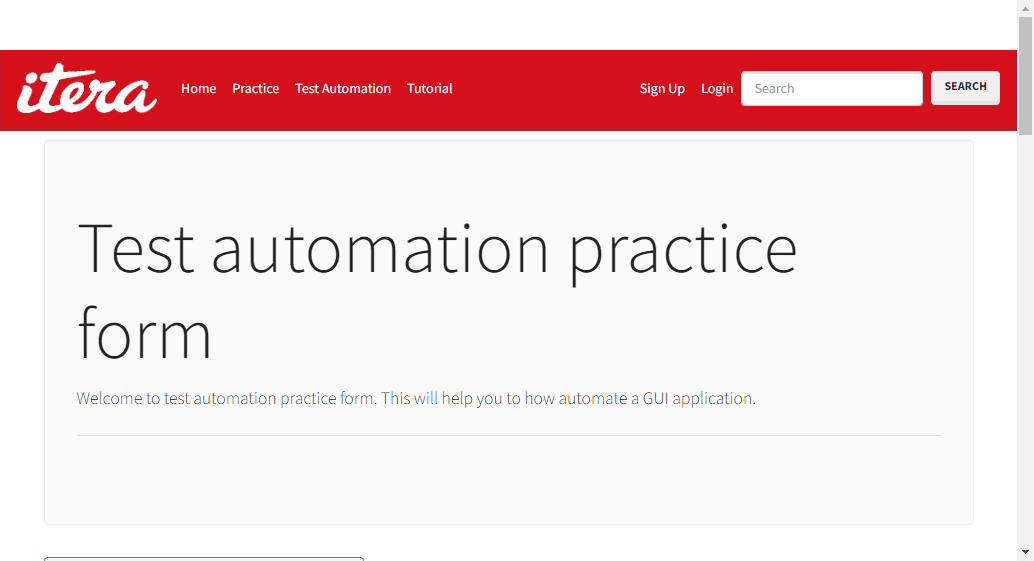 itera Home Practice Test Automation Tutorial Sign Up Login Search SEARCH
Test automation practice
form
Welcome to test automation practice form. This will help you to how automate a GUI application.